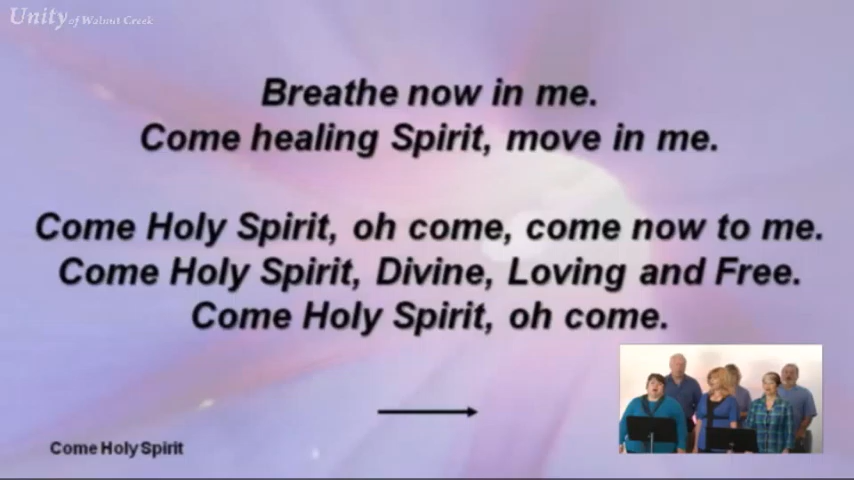 Unity of Walnut Creek
Breathe now in me.
Come healing Spirit, move in me.
Come Holy Spirit, oh come, come now to me.
Come Holy Spirit, Divine, Loving and Free.
Come Holy Spirit, oh come.
Come Holy Spirit